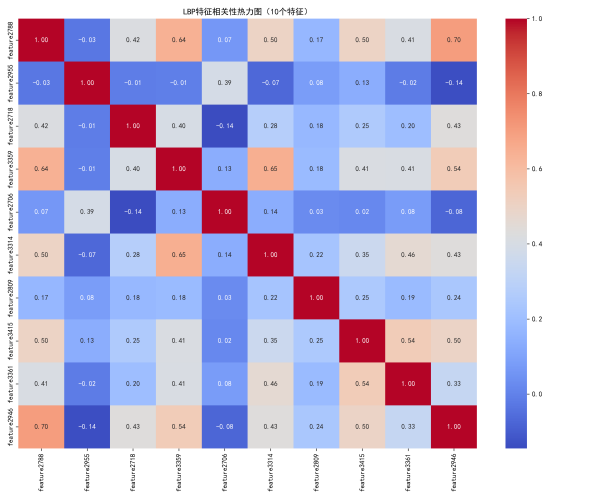 LBP特征相关性热力图（10个特征）
feature2788 1.00 -0.03 0.42 0.64 0.07 0.50 0.17 0.50 0.41 0.70
feature2955 -0.03 1.00 -0.01 -0.01 0.39 -0.07 0.08 0.13 -0.02 -0.14
feature2718 0.42 -0.01 1.00 0.40 -0.14 0.28 0.18 0.25 0.20 0.43
feature3359 0.64 -0.01 0.40 1.00 0.13 0.65 0.18 0.41 0.41 0.54
feature2706 0.07 0.39 -0.14 0.13 1.00 0.14 0.03 0.02 0.08 -0.08
feature3314 0.50 -0.07 0.28 0.65 0.14 1.00 0.22 0.35 0.46 0.43
feature2809 0.17 0.08 0.18 0.18 0.03 0.22 1.00 0.25 0.19 0.24
feature3415 0.50 0.13 0.25 0.41 0.02 0.35 0.25 1.00 0.54 0.50
feature3361 0.41 -0.02 0.20 0.41 0.08 0.46 0.19 0.54 1.00 0.33
feature2946 0.70 -0.14 0.43 0.54 -0.08 0.43 0.24 0.50 0.33 1.00
feature2788 feature2955 feature2718 feature3359 feature2706 feature3314 feature2809 feature3415 feature3361 feature2946
1.0
0.8
0.6
0.4
0.2
0.0